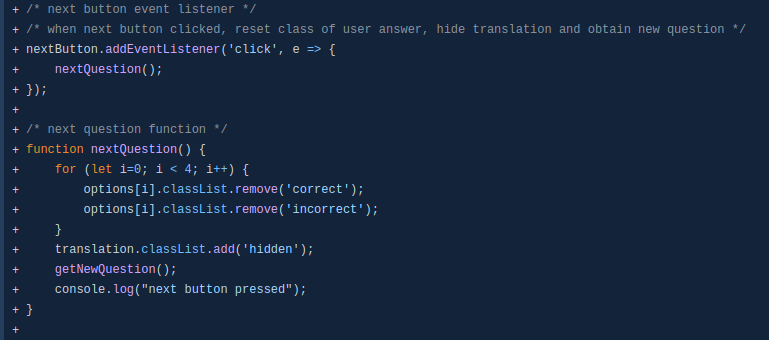 + /* next button event listener */
+ /* when next button clicked, reset class of user answer, hide translation and obtain new question */
+ nextButton.addEventListener('click', e => {
+     nextQuestion();
+ });
+
+ /* next question function */
+ function nextQuestion() {
+     for (let i=0; i < 4; i++) {
+         options[i].classList.remove('correct');
+         options[i].classList.remove('incorrect');
+     }
+     translation.classList.add('hidden');
+     getNewQuestion();
+     console.log("next button pressed");
+ }
+